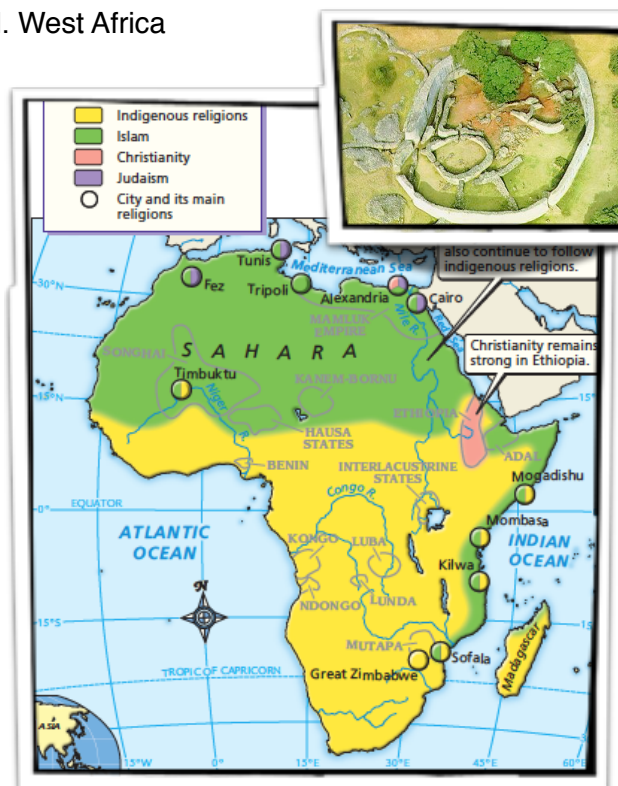 . West Africa
Indigenous religions
Islam
Christianity
Judaism
City and its main
religions
also continue to follow
indigenous religions.
Tunis
Mediterranean Sea
30°N
Fez
Tripoli
Alexandria
Cairo
Nile R.
Red Sea
MAMLUK
EMPIRE
Christianity remains
strong in Ethiopia.
SONGHAI
SAHARA
Timbuktu
KANEM-BORNU
15°N
15°
Niger
R.
ETHIOPIA
HAUSA
STATES
ADAL
BENIN
INTERLACUSTRINE
STATES
Mogadishu
Congo R.
EQUATOR
0°
0°
Mombasa
ATLANTIC
OCEAN
KONGO
LUBA
INDIAN
OCEAN
Kilwa
N
NDONGO
LUNDA
15°S
15°
MUTAPA
Sofala
Madagascar
Great Zimbabwe
TROPIC OF CAPRICORN
ASIA
15°W
0°
15°E
30°E
45°E
60°E